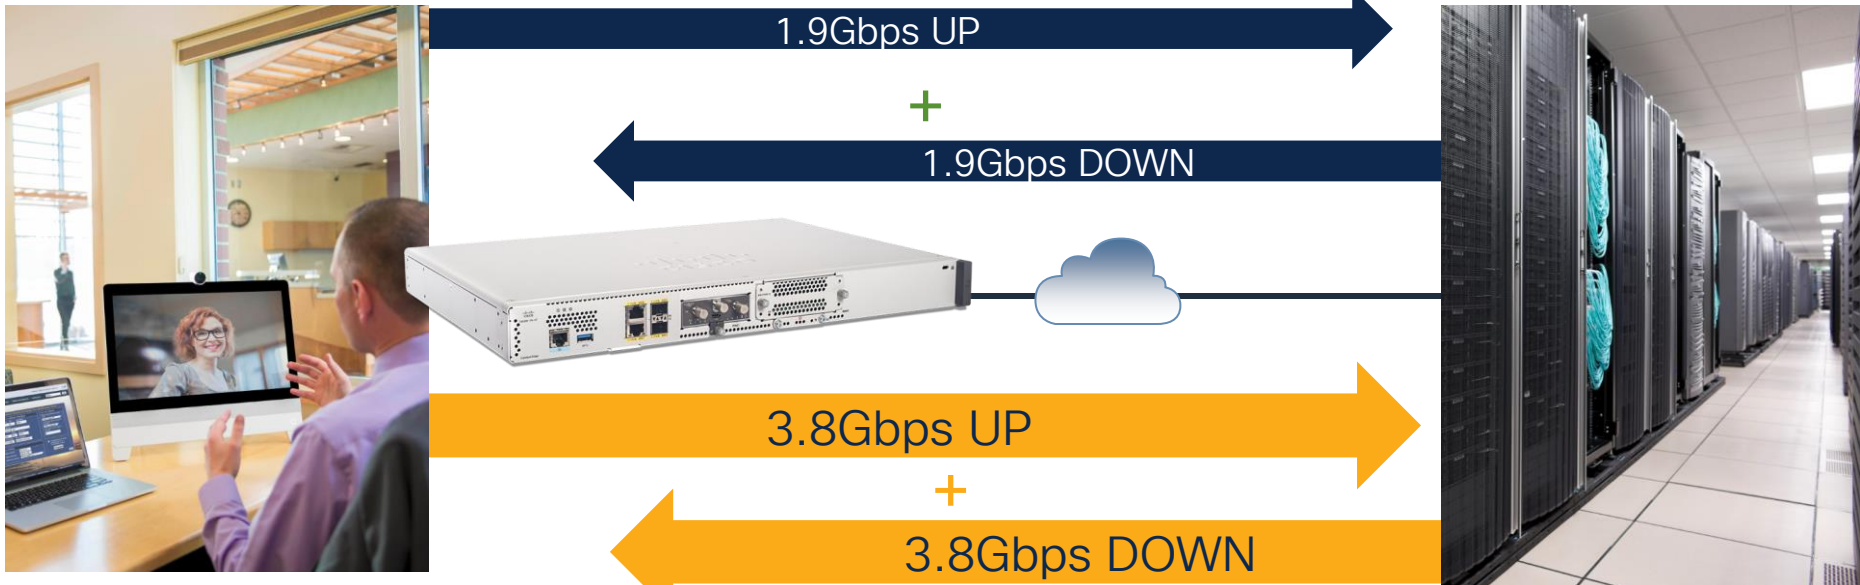 1.9Gbps UP
+
1.9Gbps DOWN
3.8Gbps UP
+
3.8Gbps DOWN